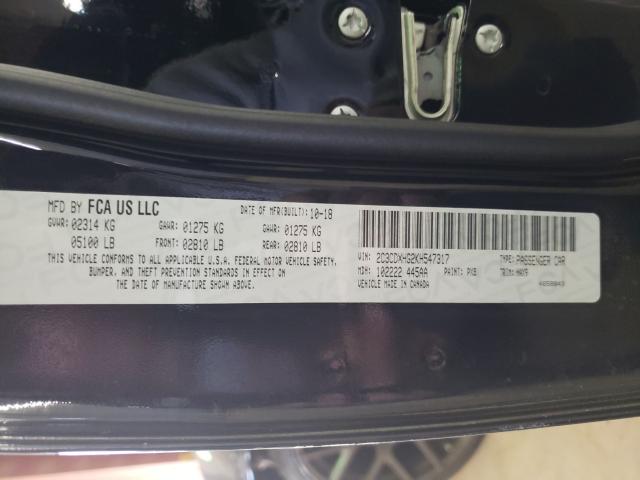 MFD BY FCA US LLC DATE OF MFR(BUILT): 10-18
GVWR: 02314 KG GAWR: 01275 KG GAWR: 01275 KG
05100 LB FRONT: 02810 LB REAR: 02810 LB
THIS VEHICLE CONFORMS TO ALL APPLICABLE U.S.A. FEDERAL MOTOR VEHICLE SAFETY,
BUMPER, AND THEFT PREVENTION STANDARDS IN EFFECT ON
THE DATE OF MANUFACTURE SHOWN ABOVE.
VIN: 2C3CDXHG2KH547317 TYPE: PASSENGER CAR
MDH: 102222 445AA PAINT: PX8 TRIM: HAX9
VEHICLE MADE IN CANADA